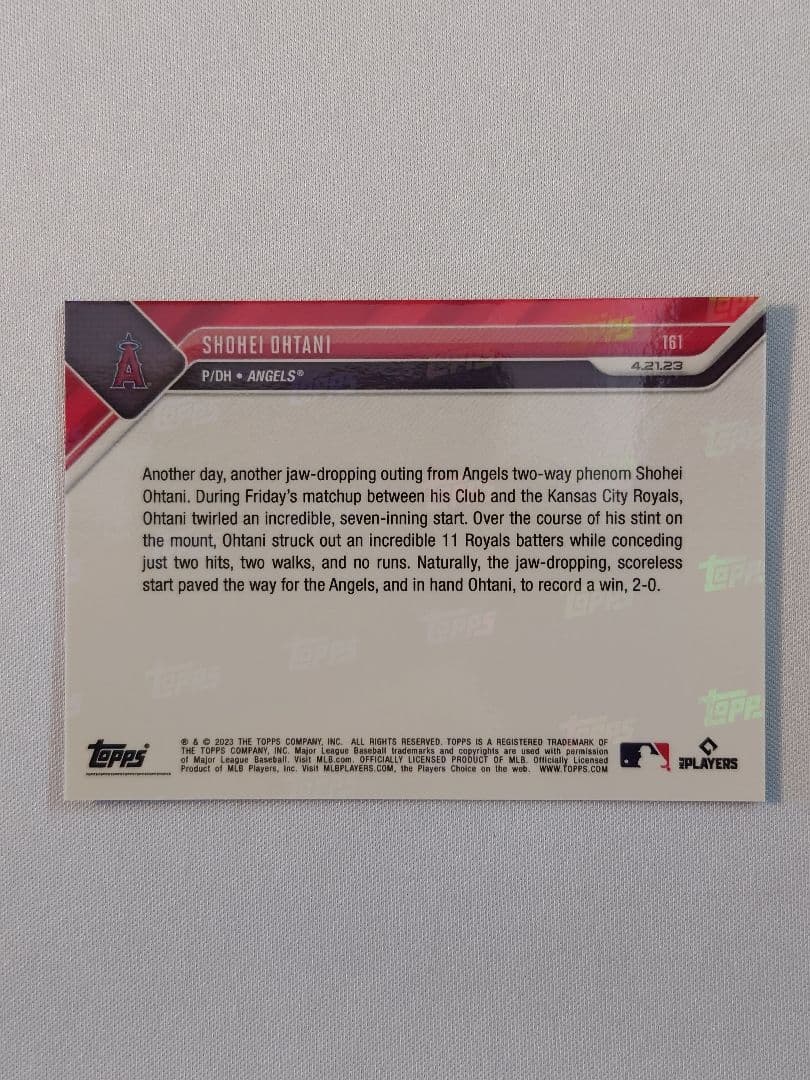 A
SHOHEI OHTANI
161
P/DH • ANGELS®
4.21.23
Another day, another jaw-dropping outing from Angels two-way phenom Shohei
Ohtani. During Friday's matchup between his Club and the Kansas City Royals,
Ohtani twirled an incredible, seven-inning start. Over the course of his stint on
the mount, Ohtani struck out an incredible 11 Royals batters while conceding
just two hits, two walks, and no runs. Naturally, the jaw-dropping, scoreless
start paved the way for the Angels, and in hand Ohtani, to record a win, 2-0.
topps
® & © 2023 THE TOPPS COMPANY, INC. ALL RIGHTS RESERVED. TOPPS IS A REGISTERED TRADEMARK OF
THE TOPPS COMPANY, INC. Major League Baseball trademarks and copyrights are used with permission
of Major League Baseball. Visit MLB.com. OFFICIALLY LICENSED PRODUCT OF MLB. Officially Licensed
Product of MLB Players, Inc. Visit MLBPLAYERS.COM, the Players Choice on the web. WWW.TOPPS.COM
MLB PLAYERS